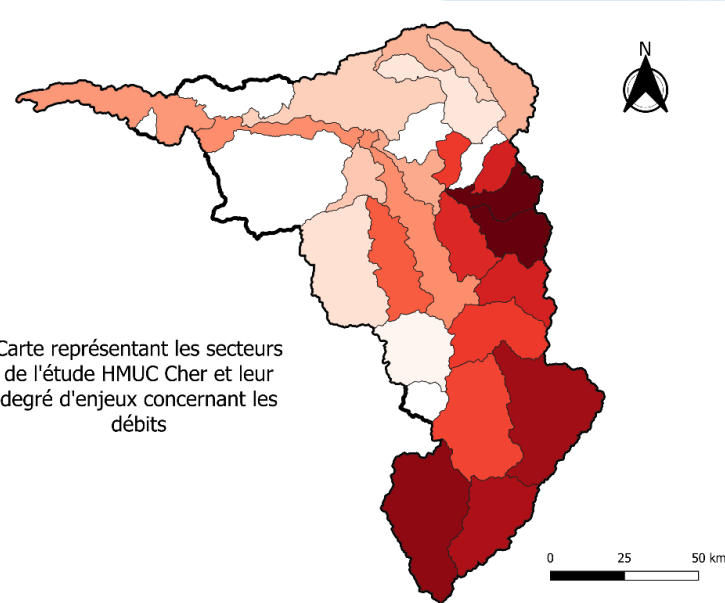 N
Carte représentant les secteurs
de l'étude HMUC Cher et leur
degré d'enjeux concernant les
débits
0 25 50 km